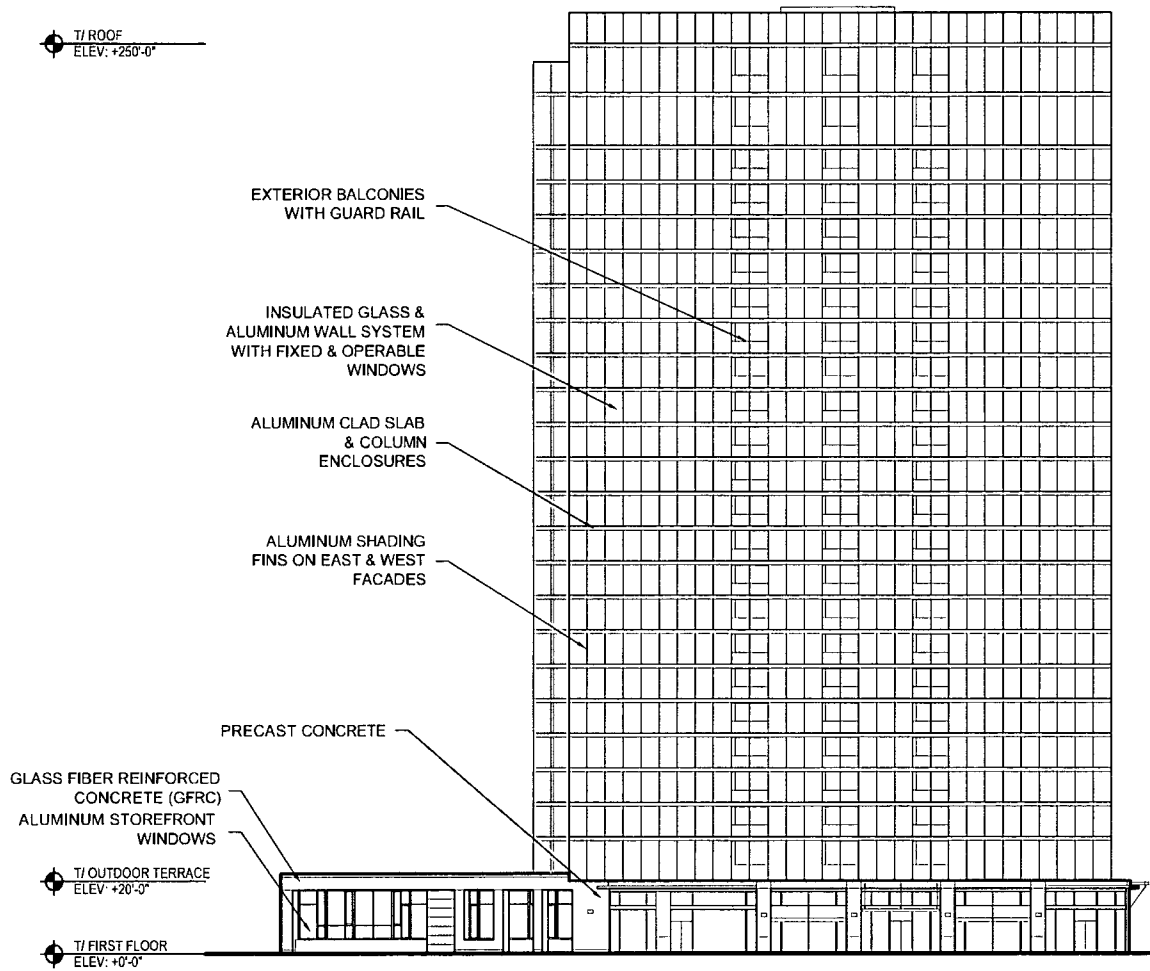 T/ ROOF
ELEV: +250'-0"
EXTERIOR BALCONIES
WITH GUARD RAIL
INSULATED GLASS &
ALUMINUM WALL SYSTEM
WITH FIXED & OPERABLE
WINDOWS
ALUMINUM CLAD SLAB
& COLUMN
ENCLOSURES
ALUMINUM SHADING
FINS ON EAST & WEST
FACADES
PRECAST CONCRETE
GLASS FIBER REINFORCED
CONCRETE (GFRC)
ALUMINUM STOREFRONT
WINDOWS
T/ OUTDOOR TERRACE
ELEV: +20'-0"
T/ FIRST FLOOR
ELEV: +0'-0"